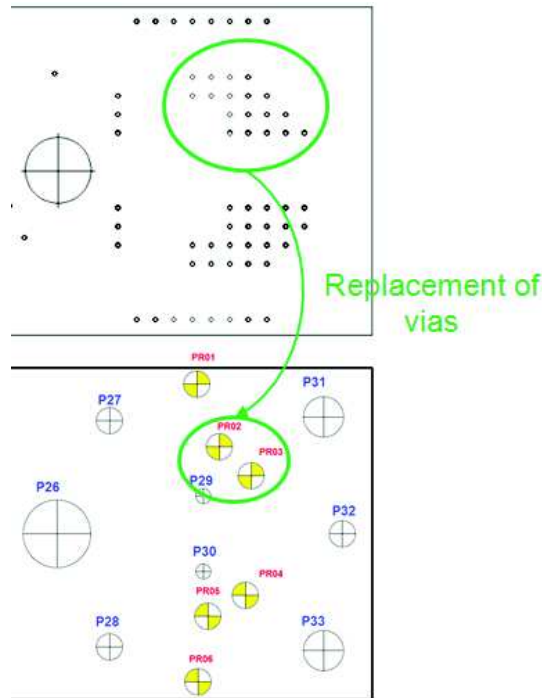 Replacement of
vias
PR01
P31
P27
PR02
PR03
P29
P26
P32
P30
PR04
PR05
P28
P33
PR06